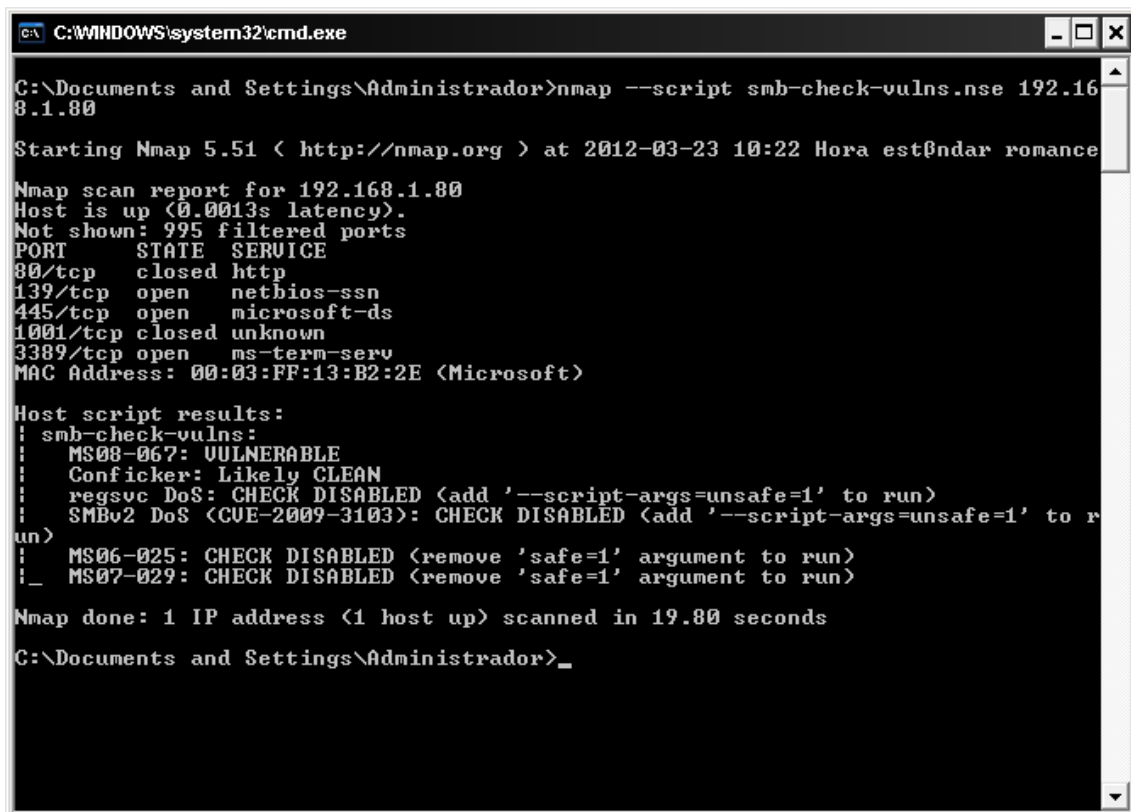 C:\WINDOWS\system32\cmd.exe
C:\Documents and Settings\Administrador>nmap --script smb-check-vulns.nse 192.16
8.1.80
Starting Nmap 5.51 ( http://nmap.org ) at 2012-03-23 10:22 Hora estßndar romance
Nmap scan report for 192.168.1.80
Host is up (0.0013s latency).
Not shown: 995 filtered ports
PORT     STATE  SERVICE
80/tcp   closed http
139/tcp  open   netbios-ssn
445/tcp  open   microsoft-ds
1001/tcp closed unknown
3389/tcp open   ms-term-serv
MAC Address: 00:03:FF:13:B2:2E (Microsoft)
Host script results:
| smb-check-vulns:
|   MS08-067: VULNERABLE
|   Conficker: Likely CLEAN
|   regsvc DoS: CHECK DISABLED (add '--script-args=unsafe=1' to run)
|   SMBv2 DoS (CVE-2009-3103): CHECK DISABLED (add '--script-args=unsafe=1' to r
un)
|   MS06-025: CHECK DISABLED (remove 'safe=1' argument to run)
|_  MS07-029: CHECK DISABLED (remove 'safe=1' argument to run)
Nmap done: 1 IP address (1 host up) scanned in 19.80 seconds
C:\Documents and Settings\Administrador>_